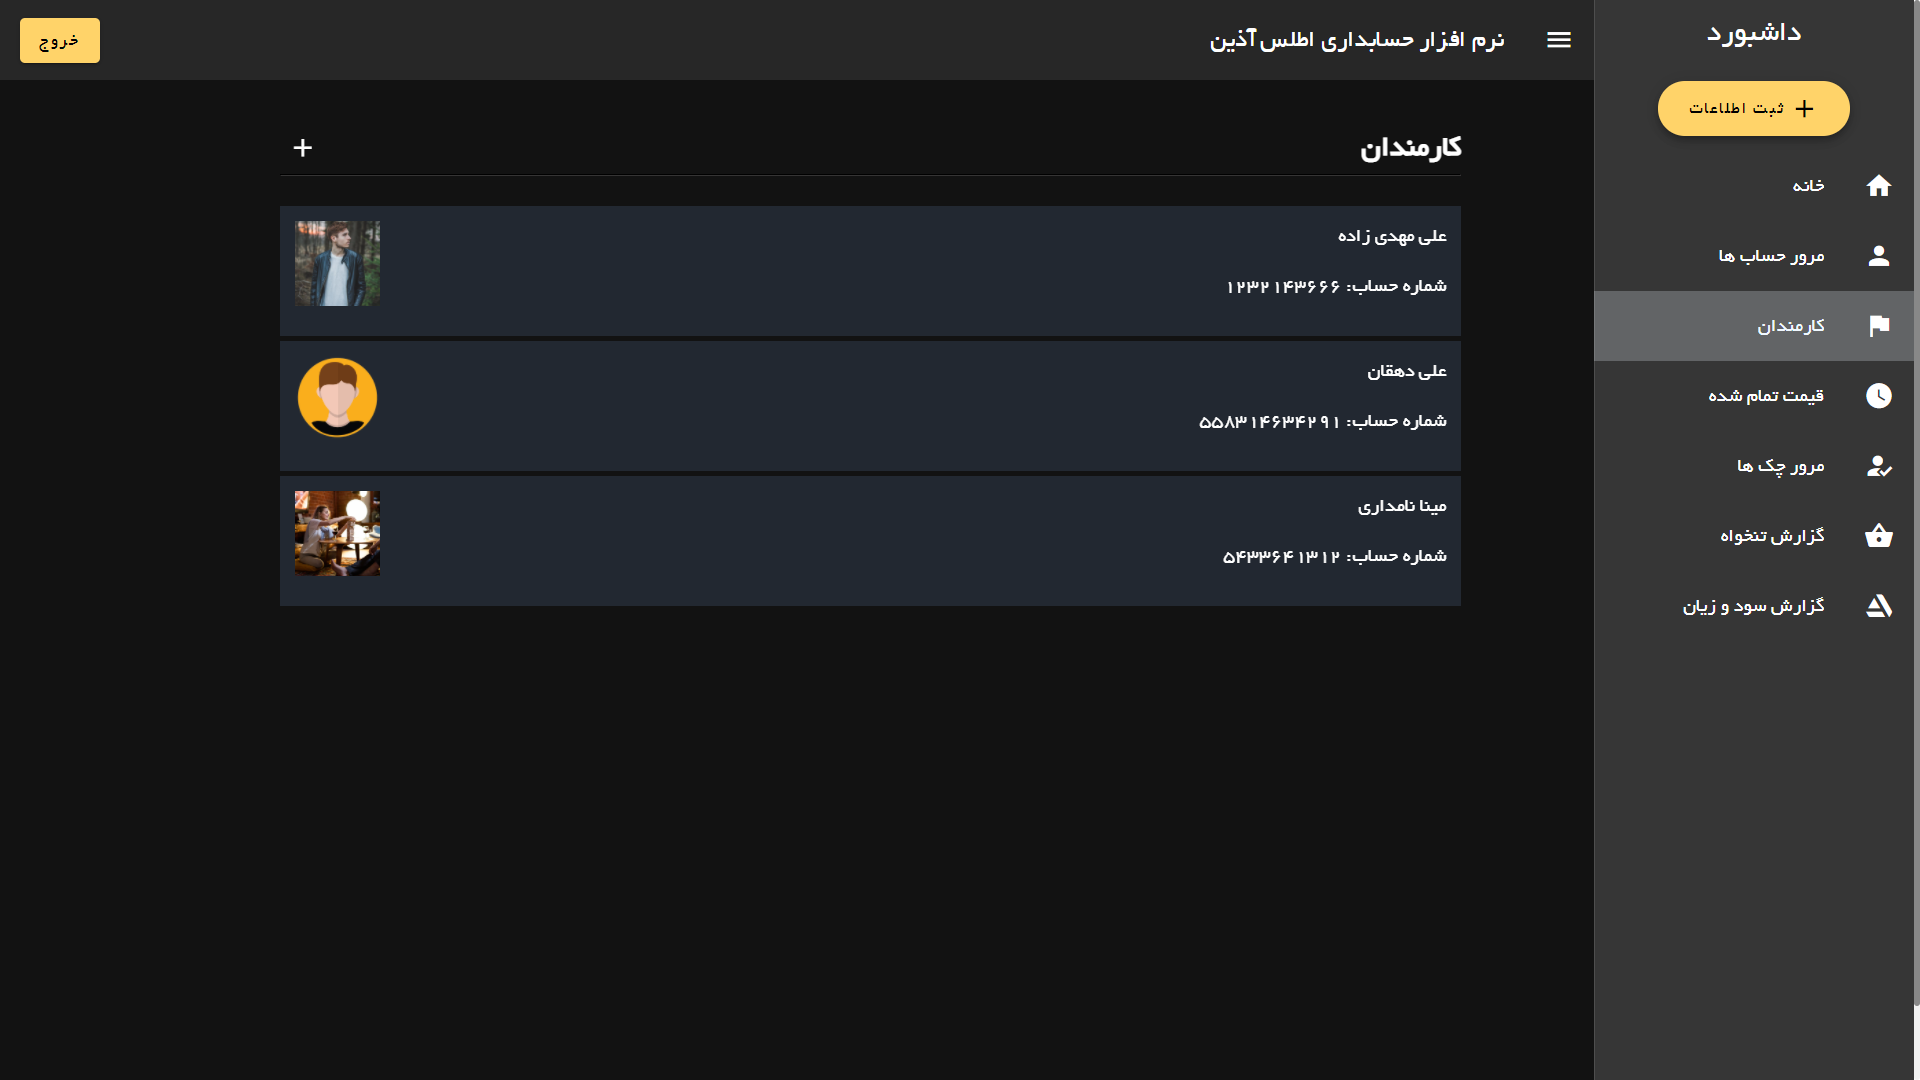 داشبورد
ثبت اطلاعات
خانه
مرور حساب ها
کارمندان
قیمت تمام شده
مرور چک ها
گزارش تنخواه
گزارش سود و زیان
نرم افزار حسابداری اطلس آذین
خروج
کارمندان
علی مهدی زاده
شماره حساب: ۱۲۳۲۱۴۳۶۶۶
علی دهقان
شماره حساب: ۵۵۸۳۱۴۶۳۴۲۹۱
مینا نامداری
شماره حساب: ۵۴۳۳۶۴۱۳۱۲